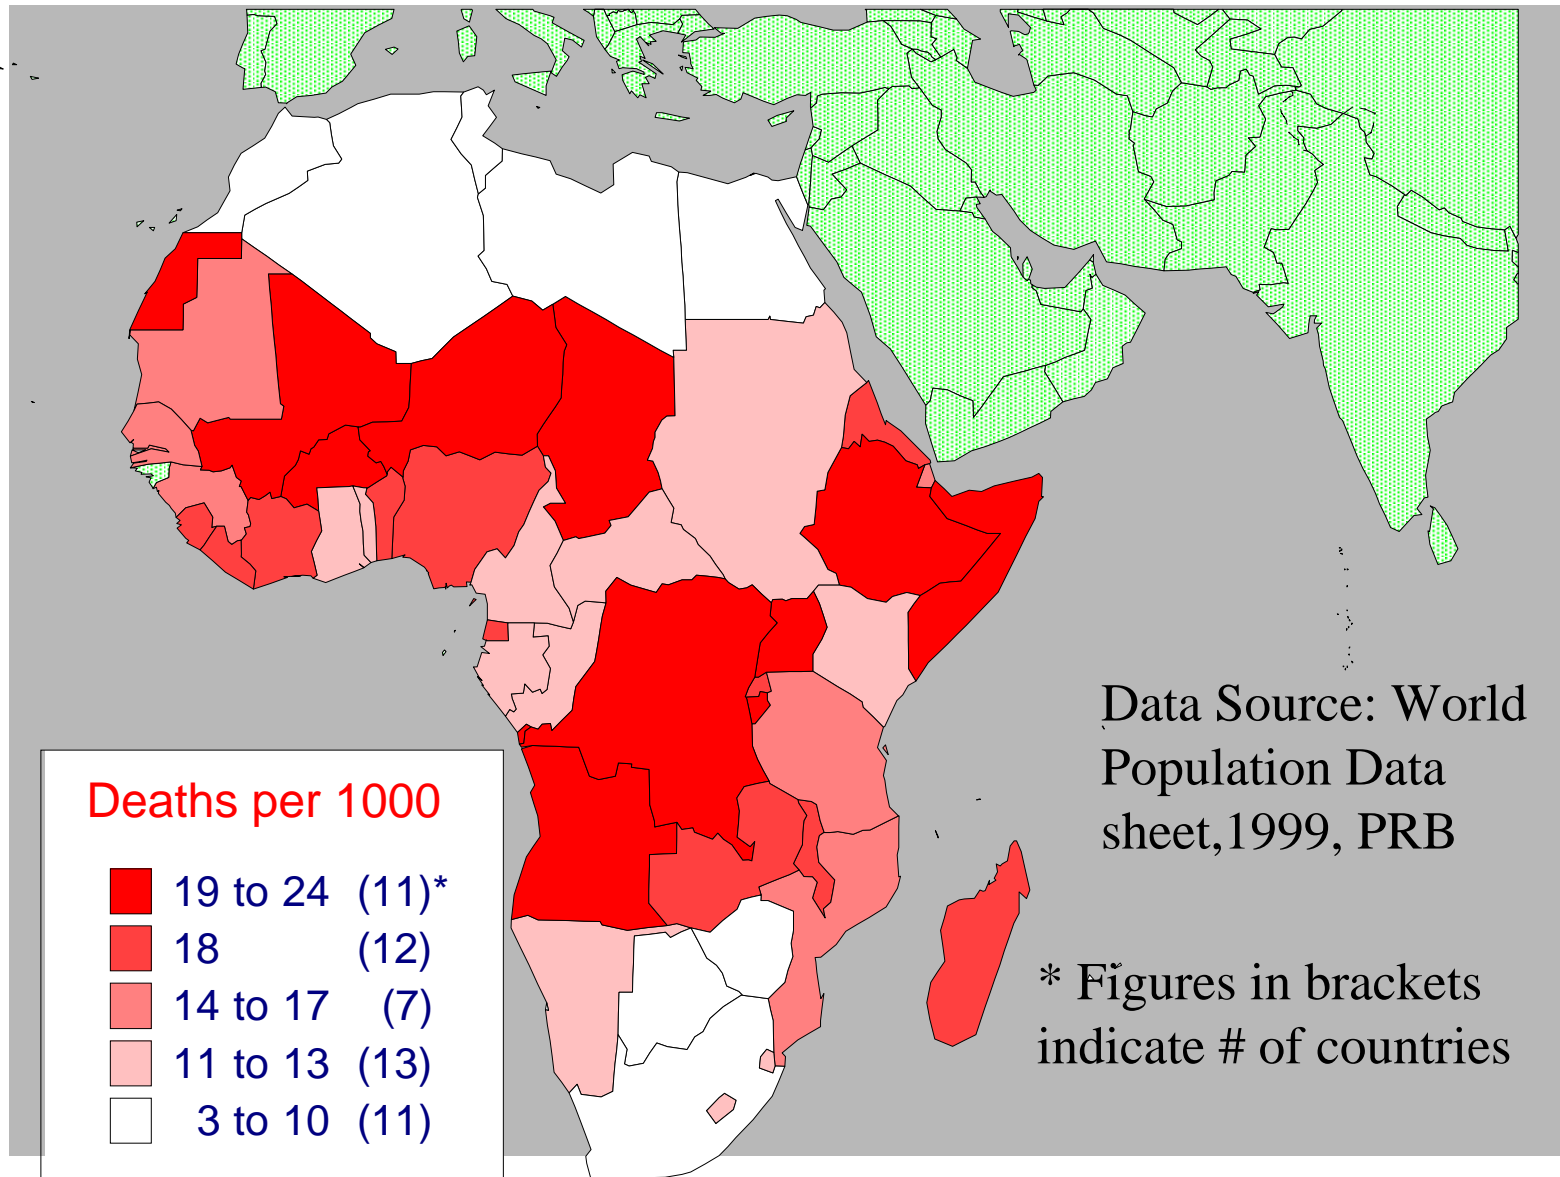 Data Source: World
Population Data
sheet,1999, PRB
Deaths per 1000
19 to 24 (11)*
18 (12)
14 to 17 (7)
11 to 13 (13)
3 to 10 (11)
* Figures in brackets
indicate # of countries